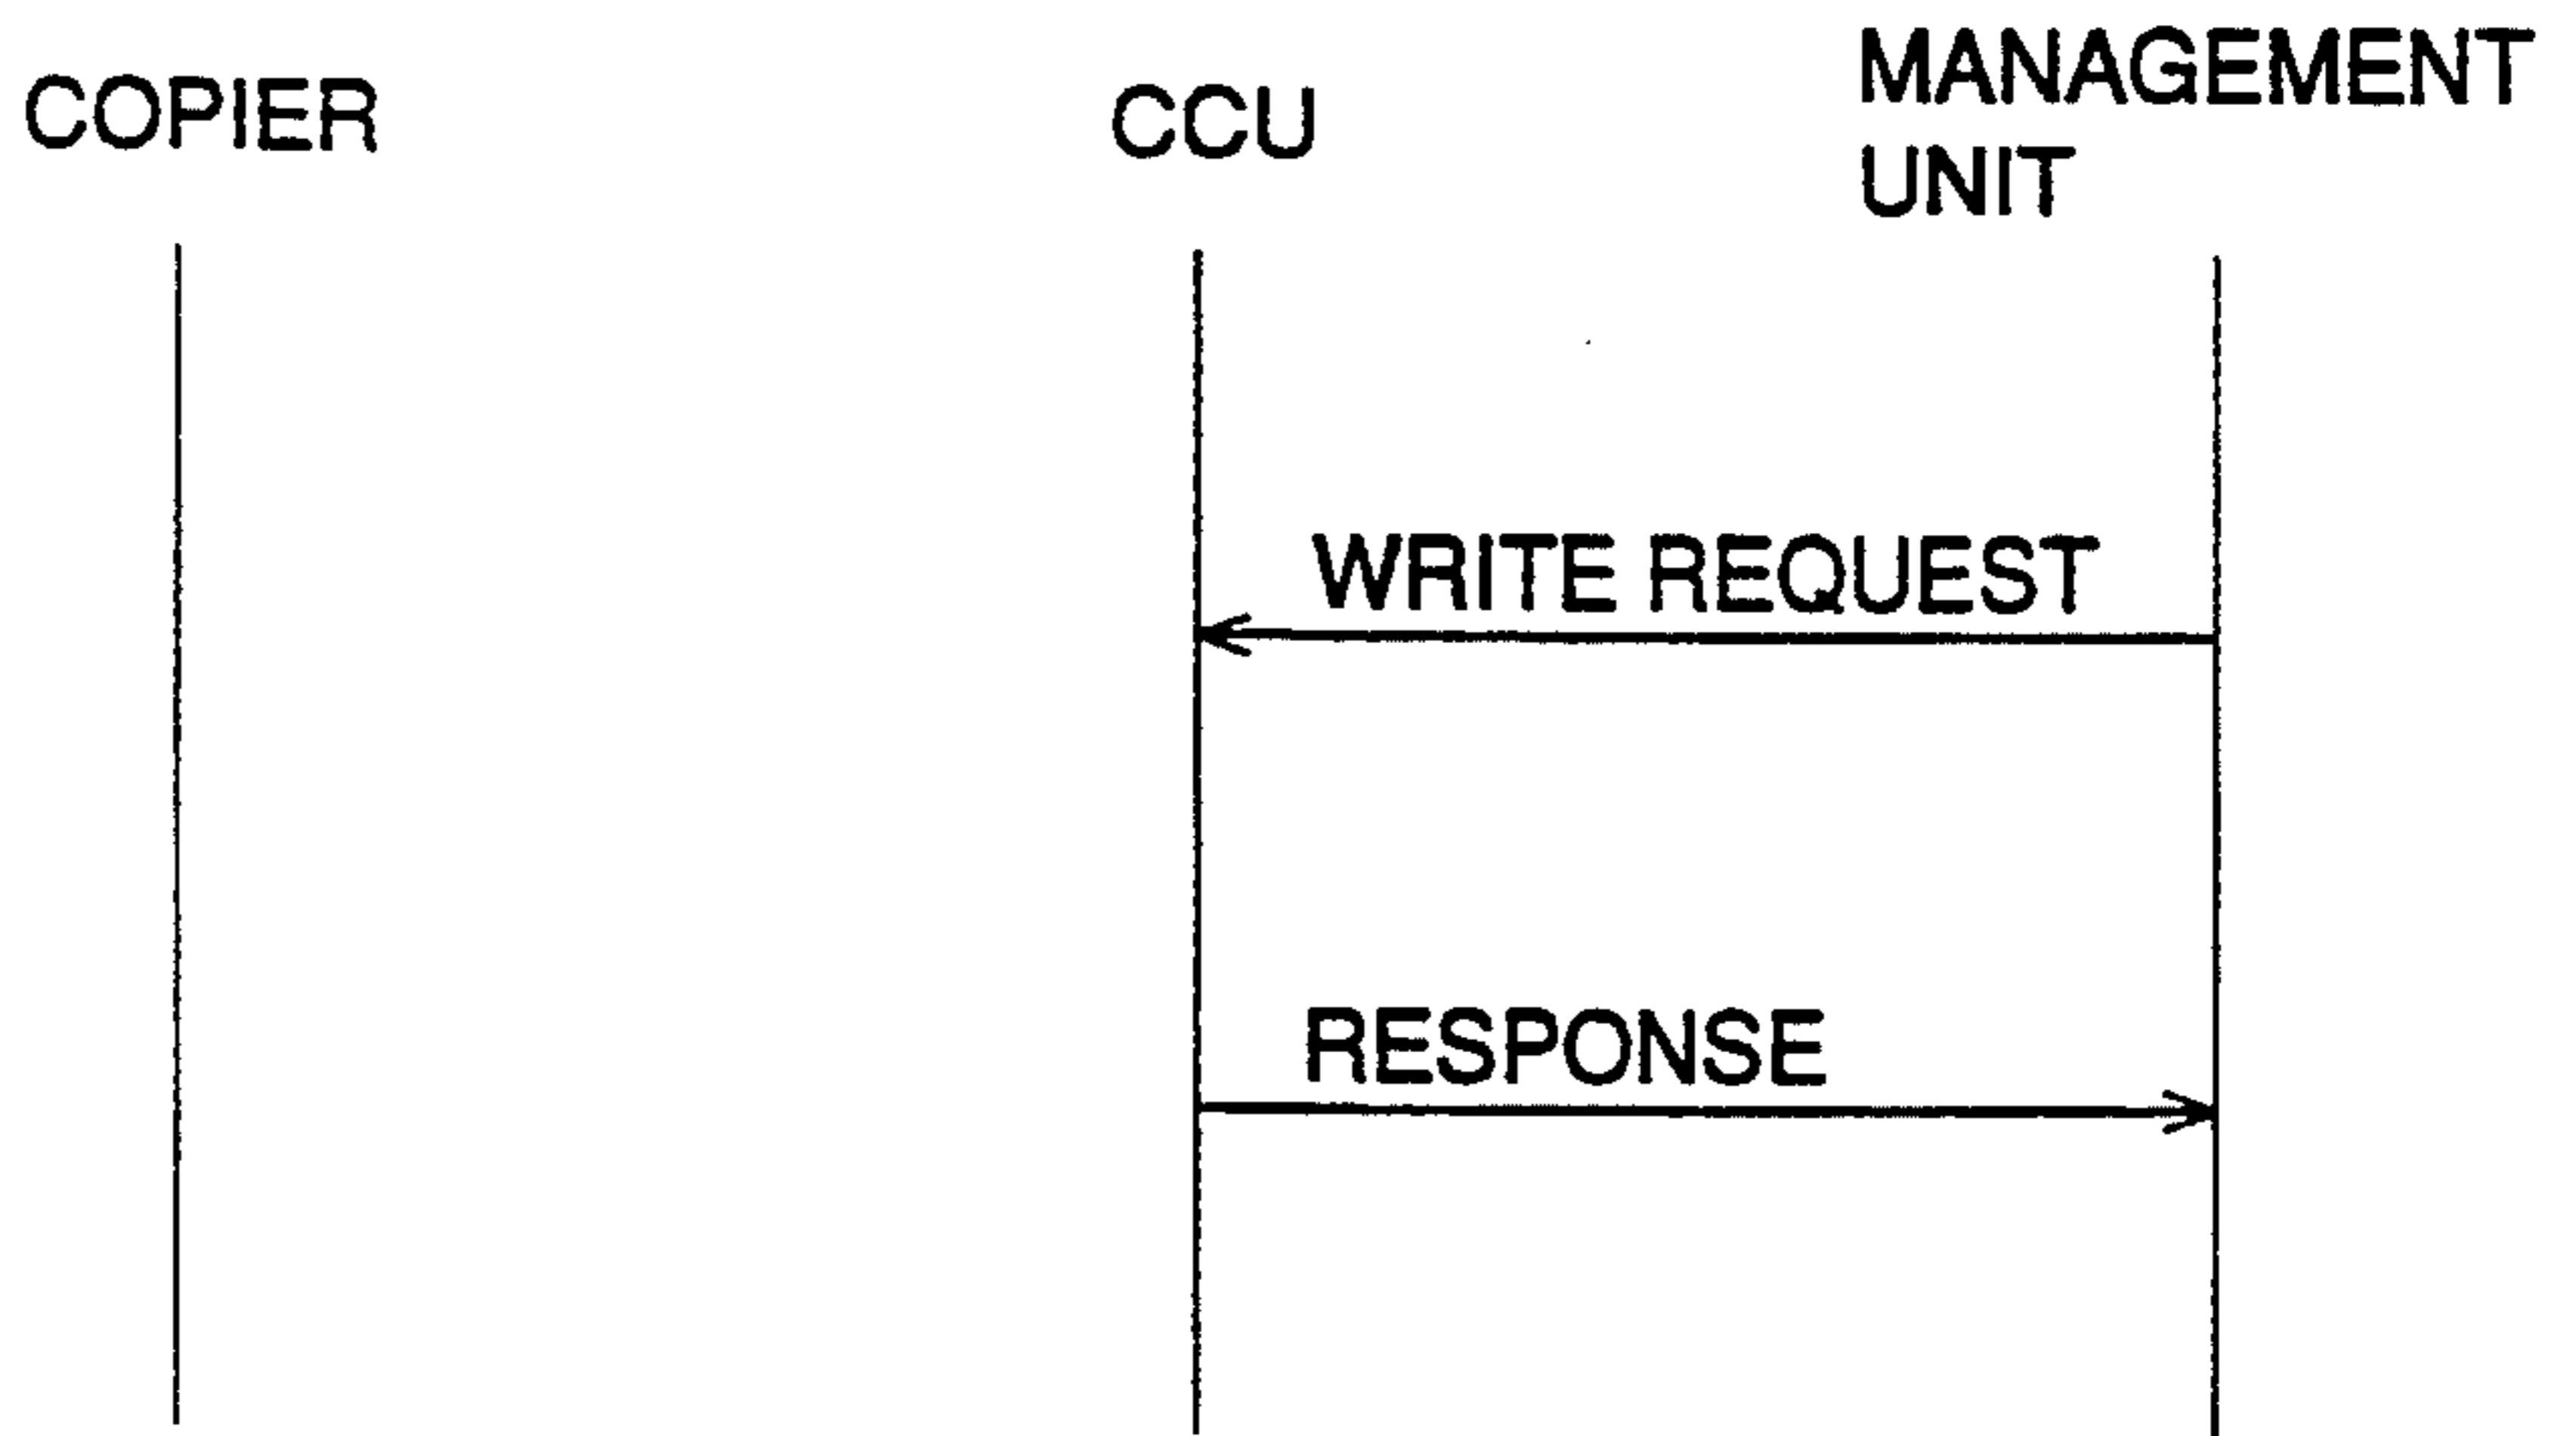 COPIER
CCU
MANAGEMENT
UNIT
WRITE REQUEST
RESPONSE